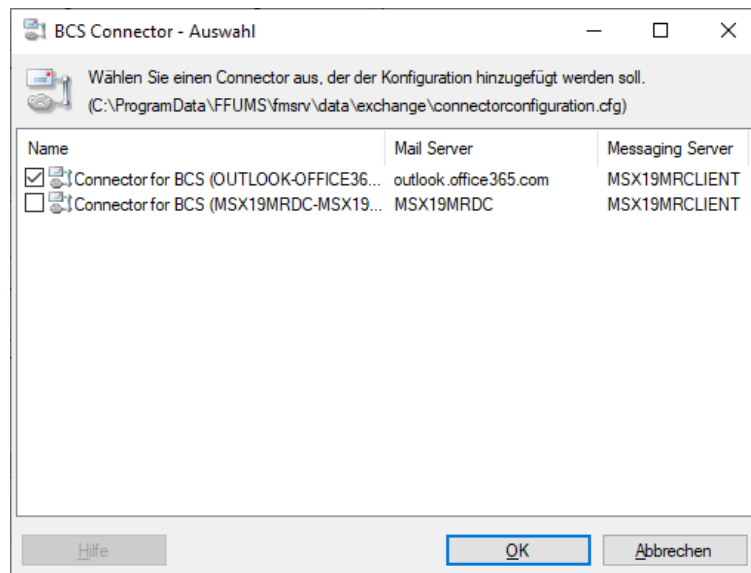 BCS Connector - Auswahl
Wählen Sie einen Connector aus, der der Konfiguration hinzugefügt werden soll.
(C:\ProgramData\FFUMS\fmsrv\data\exchange\connectorconfiguration.cfg)
Name Mail Server Messaging Server
Connector for BCS (OUTLOOK-OFFICE36... outlook.office365.com MSX19MRCLIENT
Connector for BCS (MSX19MRDC-MSX19... MSX19MRDC MSX19MRCLIENT
Hilfe OK Abbrechen